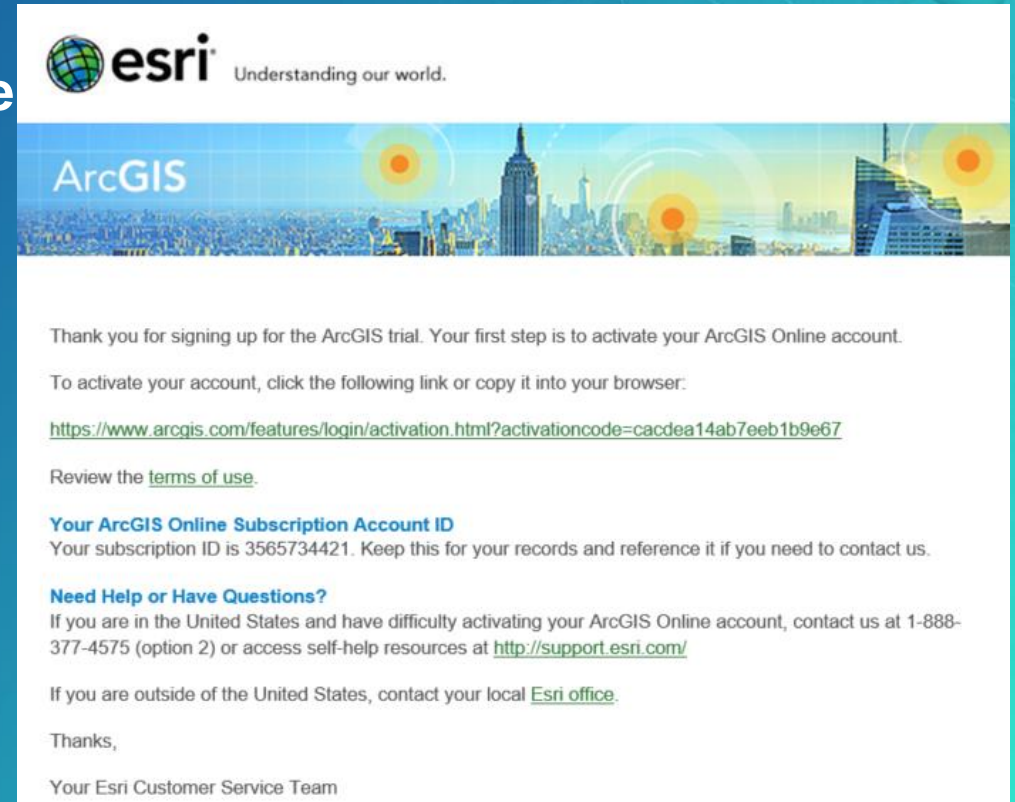 e
esri
Understanding our world.
ArcGIS
Thank you for signing up for the ArcGIS trial. Your first step is to activate your ArcGIS Online account.
To activate your account, click the following link or copy it into your browser:
https://www.arcgis.com/features/login/activation.html?activationcode=cacdea14ab7eeb1b9e67
Review the terms of use.
Your ArcGIS Online Subscription Account ID
Your subscription ID is 3565734421. Keep this for your records and reference it if you need to contact us.
Need Help or Have Questions?
If you are in the United States and have difficulty activating your ArcGIS Online account, contact us at 1-888-
377-4575 (option 2) or access self-help resources at http://support.esri.com/
If you are outside of the United States, contact your local Esri office.
Thanks,
Your Esri Customer Service Team